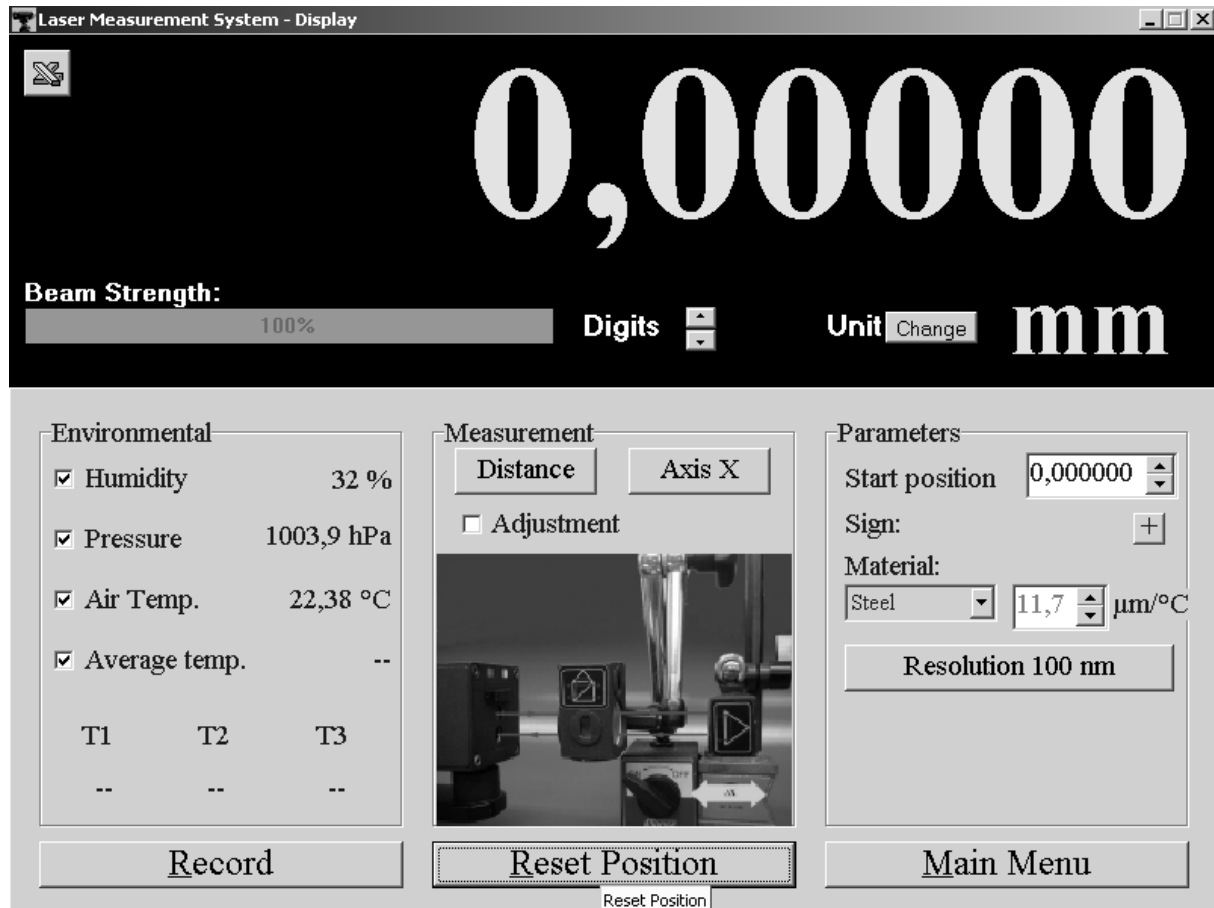 Laser Measurement System - Display
0,00000
Beam Strength:
100%
Digits
Unit Change mm
Environmental
Humidity 32 %
Pressure 1003,9 hPa
Air Temp. 22,38 °C
Average temp. --
T1 T2 T3
-- -- --
Record
Measurement
Distance Axis X
Adjustment
OFF
Reset Position
Reset Position
Parameters
Start position 0,000000
Sign: +
Material:
Steel 11,7 µm/°C
Resolution 100 nm
Main Menu